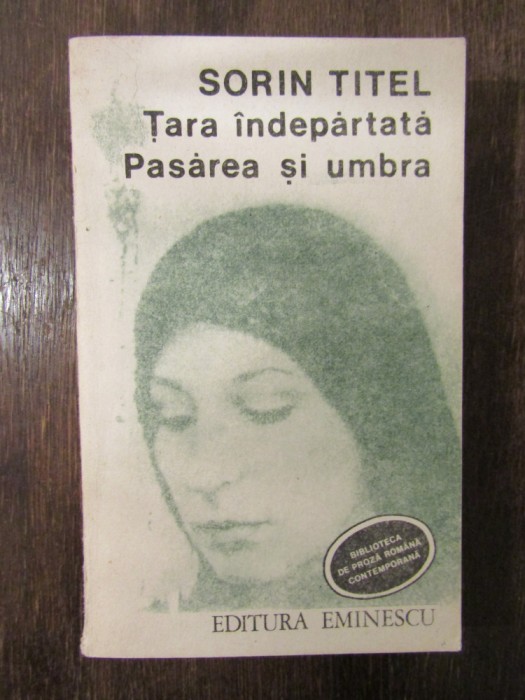 SORIN TITEL
Țara îndepărtată
Pasărea și umbra
BIBLIOTECA
DE PROZĂ ROMÂNĂ
CONTEMPORANĂ
EDITURA EMINESCU